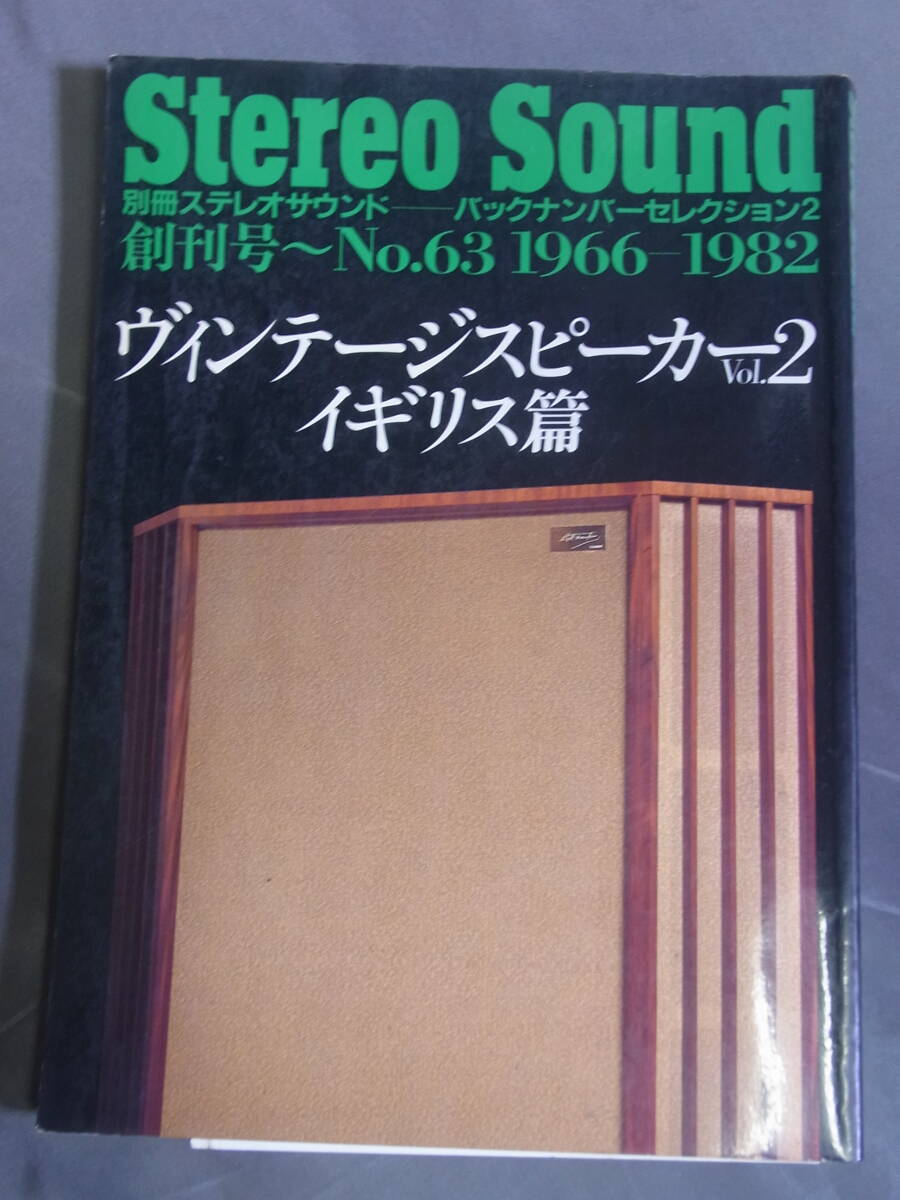 Stereo Sound
別冊ステレオサウンド──バックナンバーセレクション2
創刊号～No.63 1966-1982
ヴィンテージスピーカーVol.2
イギリス篇